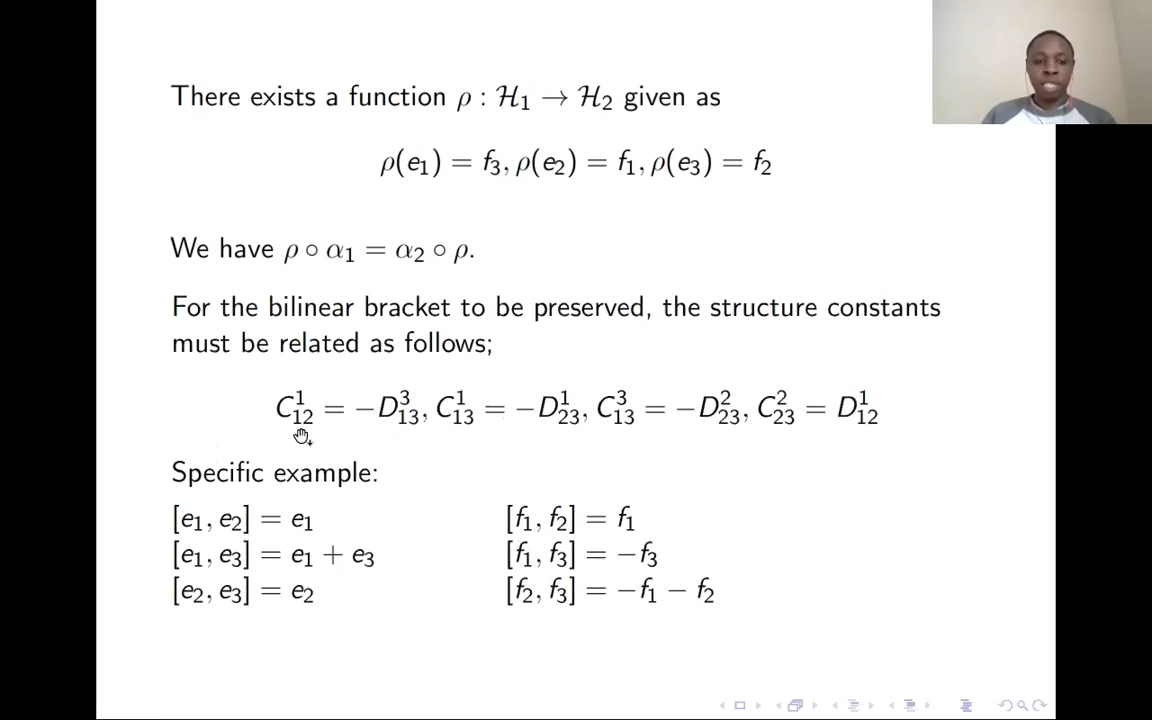 There exists a function ρ : ℋ₁ → ℋ₂ given as
ρ(e₁) = f₃, ρ(e₂) = f₁, ρ(e₃) = f₂
We have ρ ∘ α₁ = α₂ ∘ ρ.
For the bilinear bracket to be preserved, the structure constants
must be related as follows;
C¹₁₂ = −D³₁₃, C¹₁₃ = −D¹₂₃, C³₁₃ = −D²₂₃, C²₂₃ = D¹₁₂
Specific example:
[e₁, e₂] = e₁ [f₁, f₂] = f₁
[e₁, e₃] = e₁ + e₃ [f₁, f₃] = −f₃
[e₂, e₃] = e₂ [f₂, f₃] = −f₁ − f₂